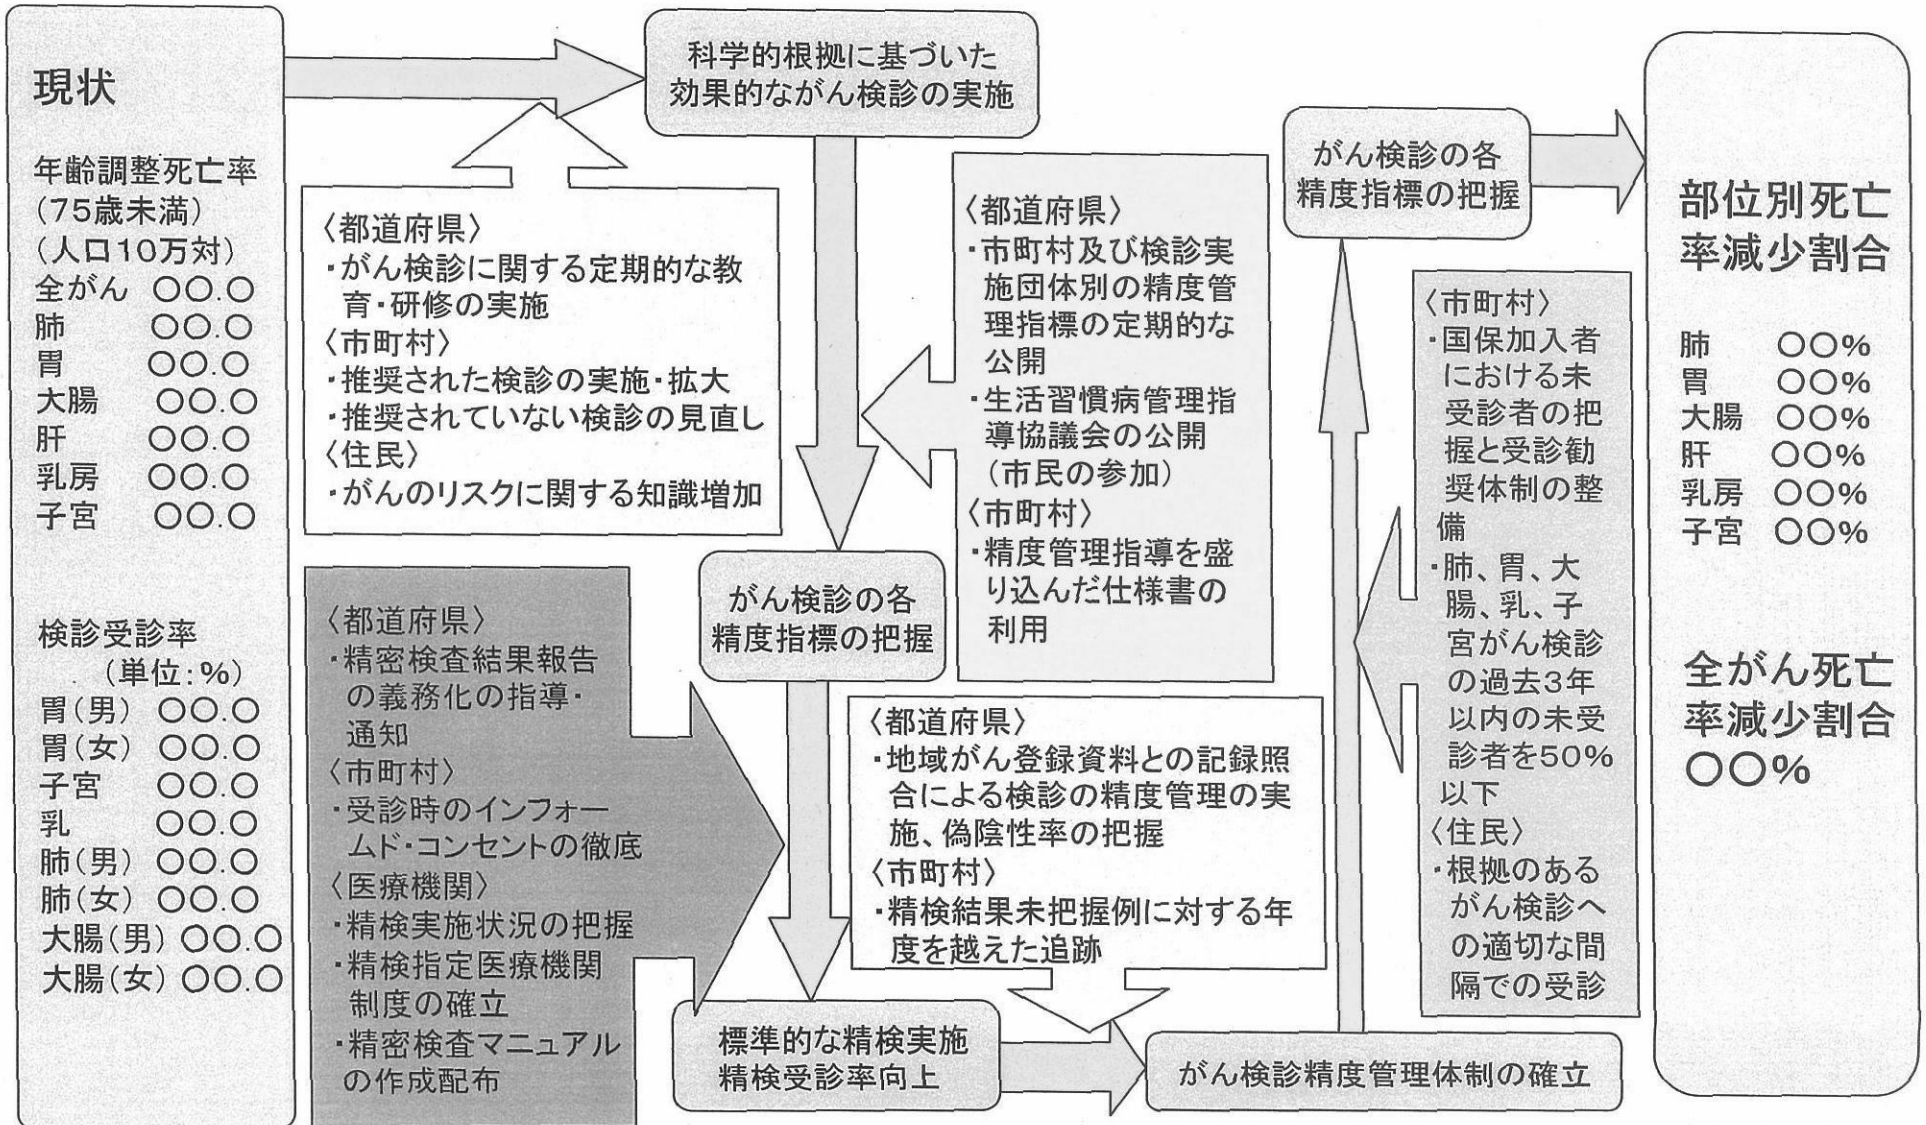 現状
年齢調整死亡率
(75歳未満)
(人口10万対)
全がん 〇〇.〇
肺 〇〇.〇
胃 〇〇.〇
大腸 〇〇.〇
肝 〇〇.〇
乳房 〇〇.〇
子宮 〇〇.〇
検診受診率
(単位:%)
胃(男) 〇〇.〇
胃(女) 〇〇.〇
子宮 〇〇.〇
乳 〇〇.〇
肺(男) 〇〇.〇
肺(女) 〇〇.〇
大腸(男) 〇〇.〇
大腸(女) 〇〇.〇
科学的根拠に基づいた
効果的ながん検診の実施
〈都道府県〉
・がん検診に関する定期的な教
育・研修の実施
〈市町村〉
・推奨された検診の実施・拡大
・推奨されていない検診の見直し
〈住民〉
・がんのリスクに関する知識増加
〈都道府県〉
・市町村及び検診実
施団体別の精度管
理指標の定期的な
公開
・生活習慣病管理指
導協議会の公開
(市民の参加)
〈市町村〉
・精度管理指導を盛
り込んだ仕様書の
利用
がん検診の各
精度指標の把握
〈都道府県〉
・精密検査結果報告
の義務化の指導・
通知
〈市町村〉
・受診時のインフォー
ムド・コンセントの徹底
〈医療機関〉
・精検実施状況の把握
・精検指定医療機関
制度の確立
・精密検査マニュアル
の作成配布
標準的な精検実施
精検受診率向上
〈都道府県〉
・地域がん登録資料との記録照
合による検診の精度管理の実
施、偽陰性率の把握
〈市町村〉
・精検結果未把握例に対する年
度を越えた追跡
がん検診精度管理体制の確立
〈市町村〉
・国保加入者
における未
受診者の把
握と受診勧
奨体制の整
備
・肺、胃、大
腸、乳、子
宮がん検診
の過去3年
以内の未受
診者を50%
以下
〈住民〉
・根拠のある
がん検診へ
の適切な間
隔での受診
がん検診の各
精度指標の把握
部位別死亡
率減少割合
肺 〇〇%
胃 〇〇%
大腸 〇〇%
肝 〇〇%
乳房 〇〇%
子宮 〇〇%
全がん死亡
率減少割合
〇〇%